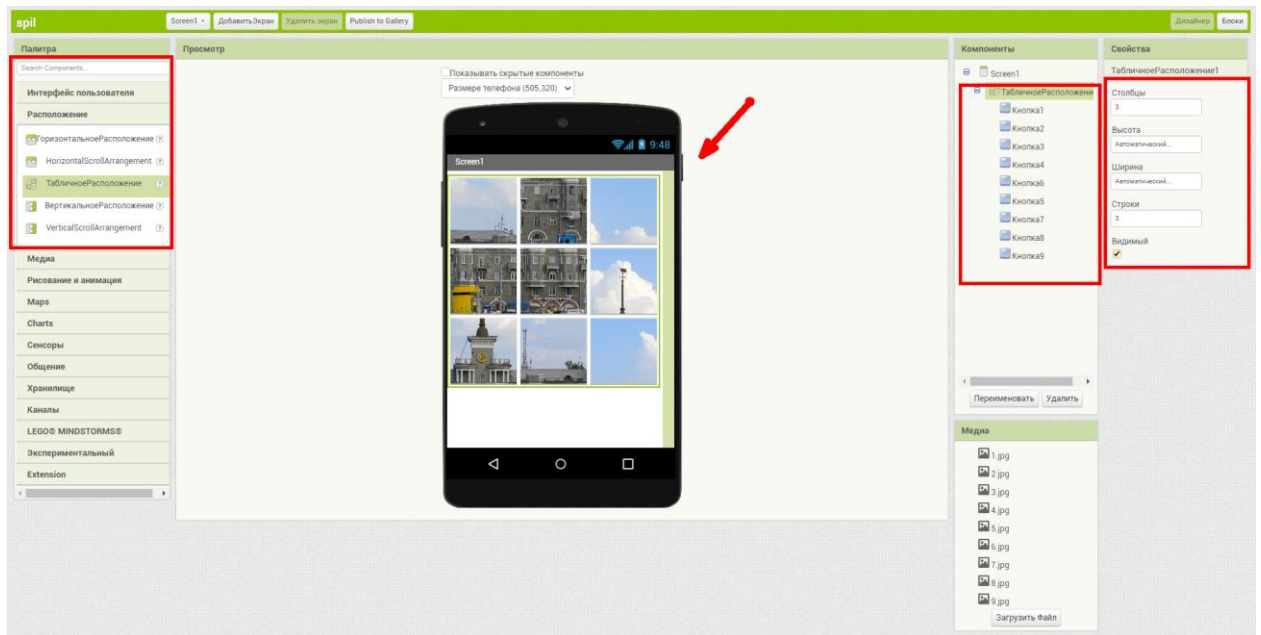 spil
Screen1
ДобавитьЭкран
Удалить экран
Publish to Gallery
Дизайнер
Блоки
Палитра
Search Components...
Интерфейс пользователя
Расположение
ГоризонтальноеРасположение
HorizontalScrollArrangement
ТабличноеРасположение
ВертикальноеРасположение
VerticalScrollArrangement
Медиа
Рисование и анимация
Maps
Charts
Сенсоры
Общение
Хранилище
Каналы
LEGO® MINDSTORMS®
Экспериментальный
Extension
Просмотр
Показывать скрытые компоненты
Размере телефона (505,320)
9:48
Screen1
Компоненты
Screen1
ТабличноеРасположени
Кнопка1
Кнопка2
Кнопка3
Кнопка4
Кнопка6
Кнопка5
Кнопка7
Кнопка8
Кнопка9
Переименовать
Удалить
Медиа
1.jpg
2.jpg
3.jpg
4.jpg
5.jpg
6.jpg
7.jpg
8.jpg
9.jpg
Загрузить Файл
Свойства
ТабличноеРасположение1
Столбцы
3
Высота
Автоматический...
Ширина
Автоматический...
Строки
3
Видимый